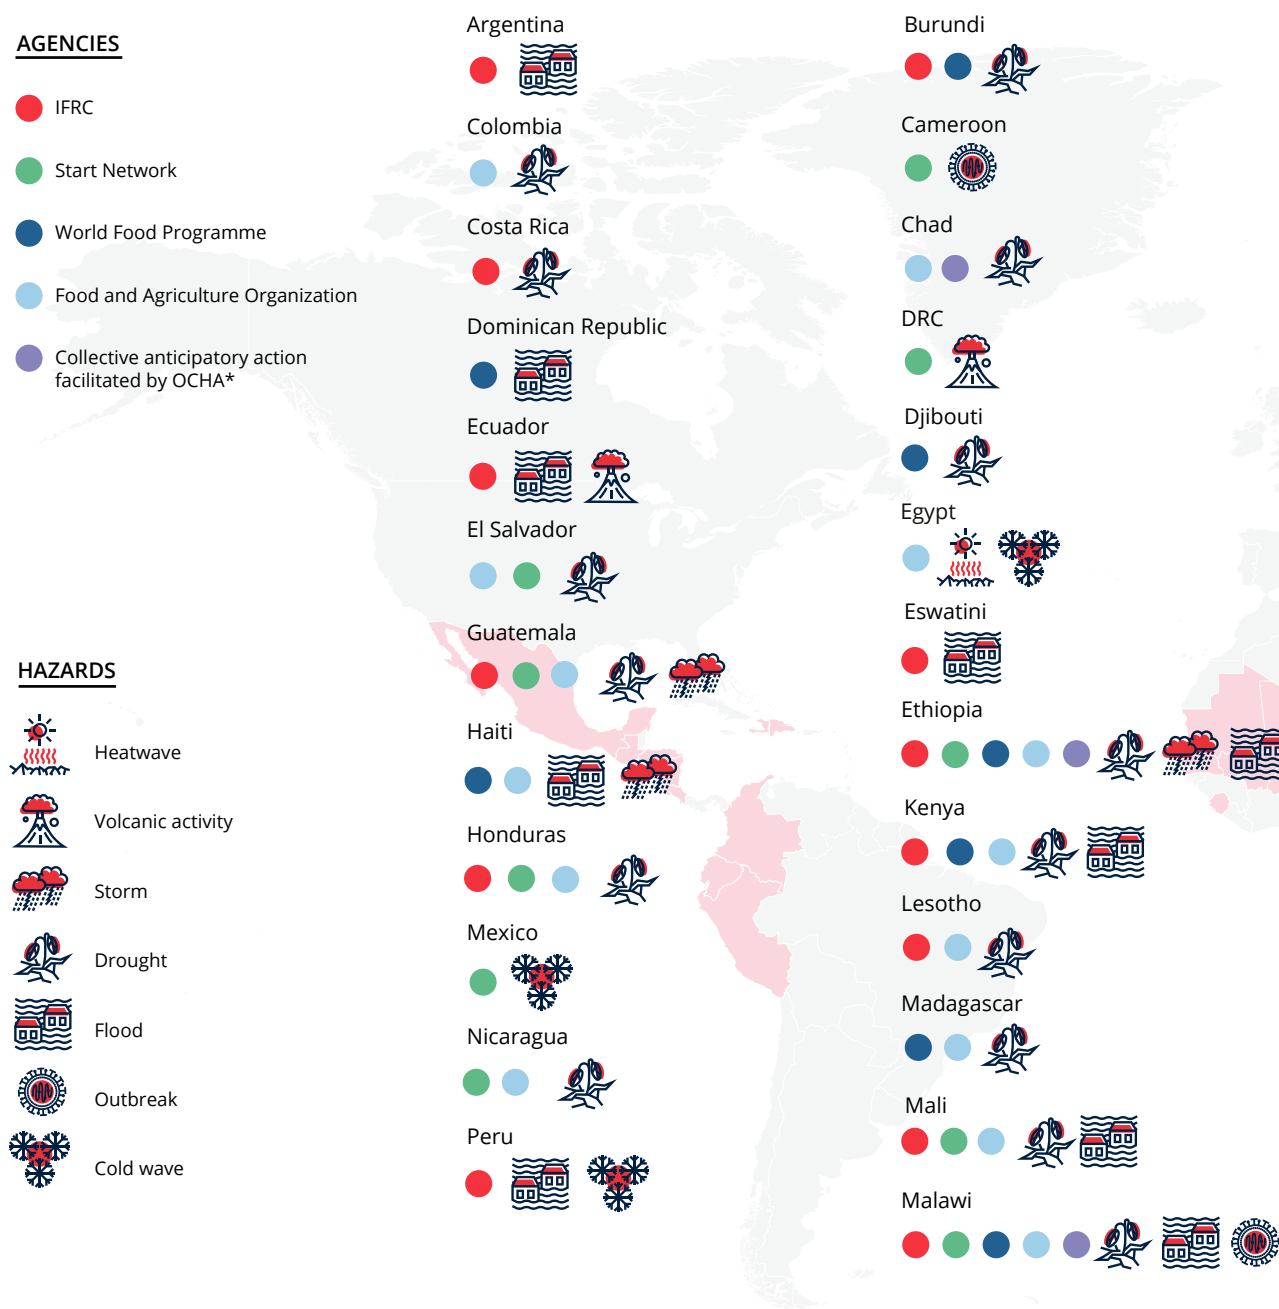 AGENCIES
IFRC
Start Network
World Food Programme
Food and Agriculture Organization
Collective anticipatory action
facilitated by OCHA*
HAZARDS
Heatwave
Volcanic activity
Storm
Drought
Flood
Outbreak
Cold wave
Argentina
Colombia
Costa Rica
Dominican Republic
Ecuador
El Salvador
Guatemala
Haiti
Honduras
Mexico
Nicaragua
Peru
Burundi
Cameroon
Chad
DRC
Djibouti
Egypt
Eswatini
Ethiopia
Kenya
Lesotho
Madagascar
Mali
Malawi